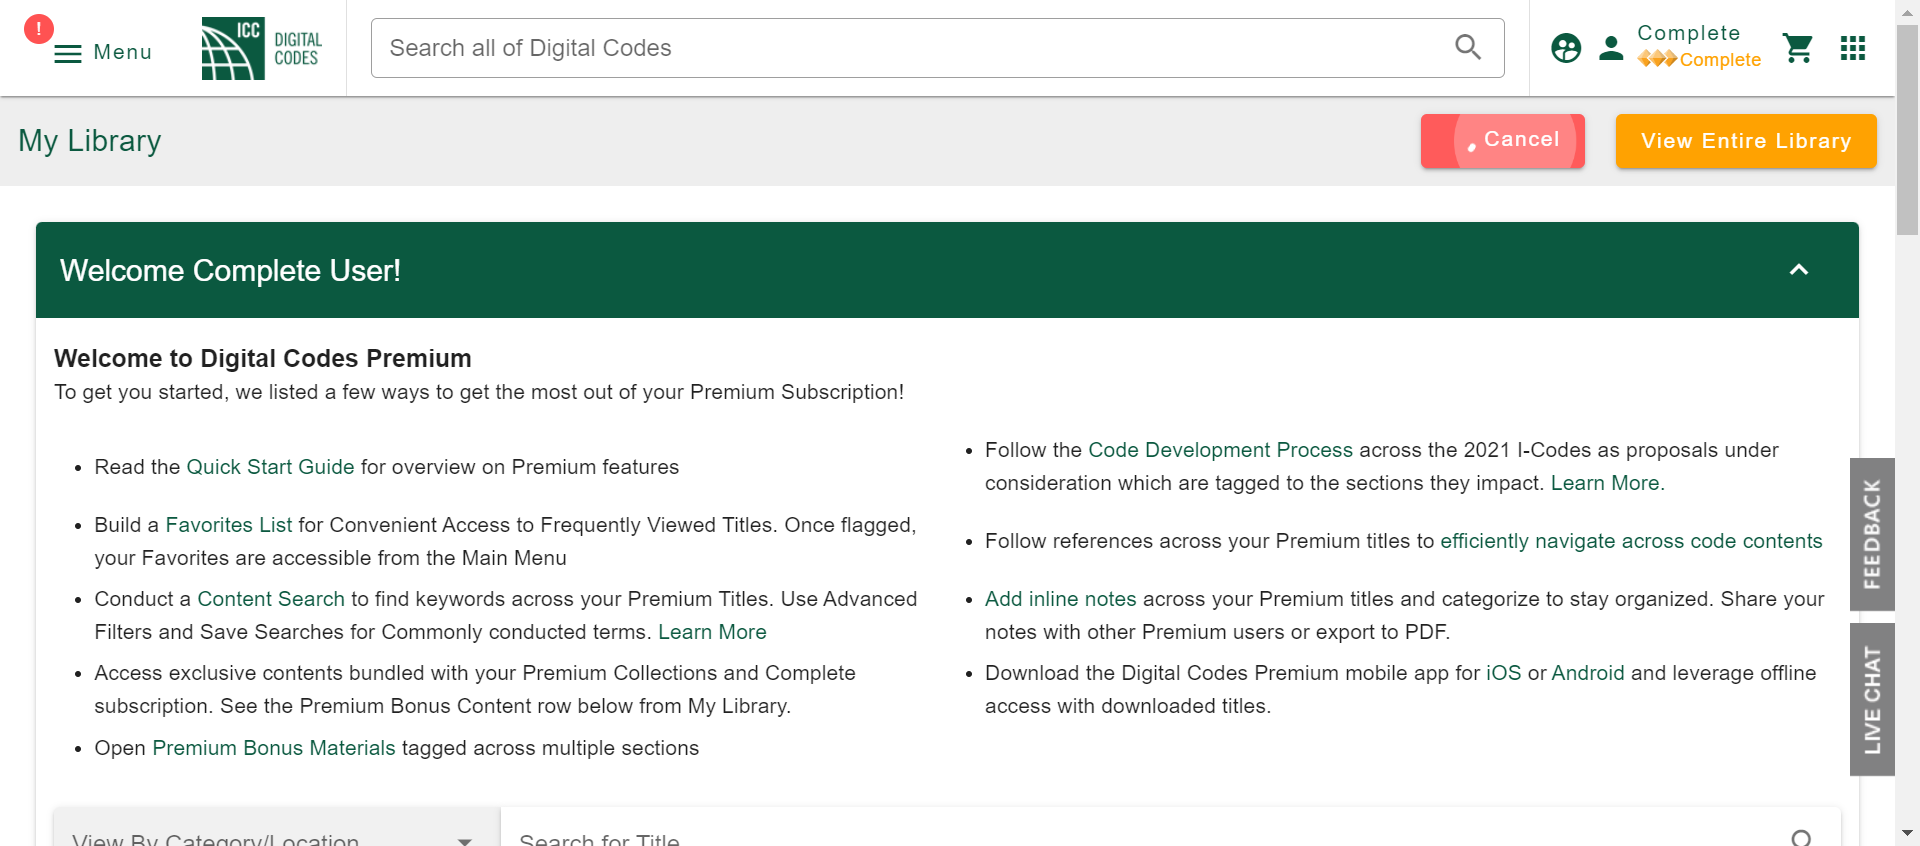 !
Menu
ICC
DIGITAL
CODES
Search all of Digital Codes
Complete
Complete
My Library
Cancel
View Entire Library
Welcome Complete User!
Welcome to Digital Codes Premium
To get you started, we listed a few ways to get the most out of your Premium Subscription!
• Read the Quick Start Guide for overview on Premium features
• Build a Favorites List for Convenient Access to Frequently Viewed Titles. Once flagged,
your Favorites are accessible from the Main Menu
• Conduct a Content Search to find keywords across your Premium Titles. Use Advanced
Filters and Save Searches for Commonly conducted terms. Learn More
• Access exclusive contents bundled with your Premium Collections and Complete
subscription. See the Premium Bonus Content row below from My Library.
• Open Premium Bonus Materials tagged across multiple sections
• Follow the Code Development Process across the 2021 I-Codes as proposals under
consideration which are tagged to the sections they impact. Learn More.
• Follow references across your Premium titles to efficiently navigate across code contents
• Add inline notes across your Premium titles and categorize to stay organized. Share your
notes with other Premium users or export to PDF.
• Download the Digital Codes Premium mobile app for iOS or Android and leverage offline
access with downloaded titles.
FEEDBACK
LIVE CHAT
View By Category/Location
Search for Title